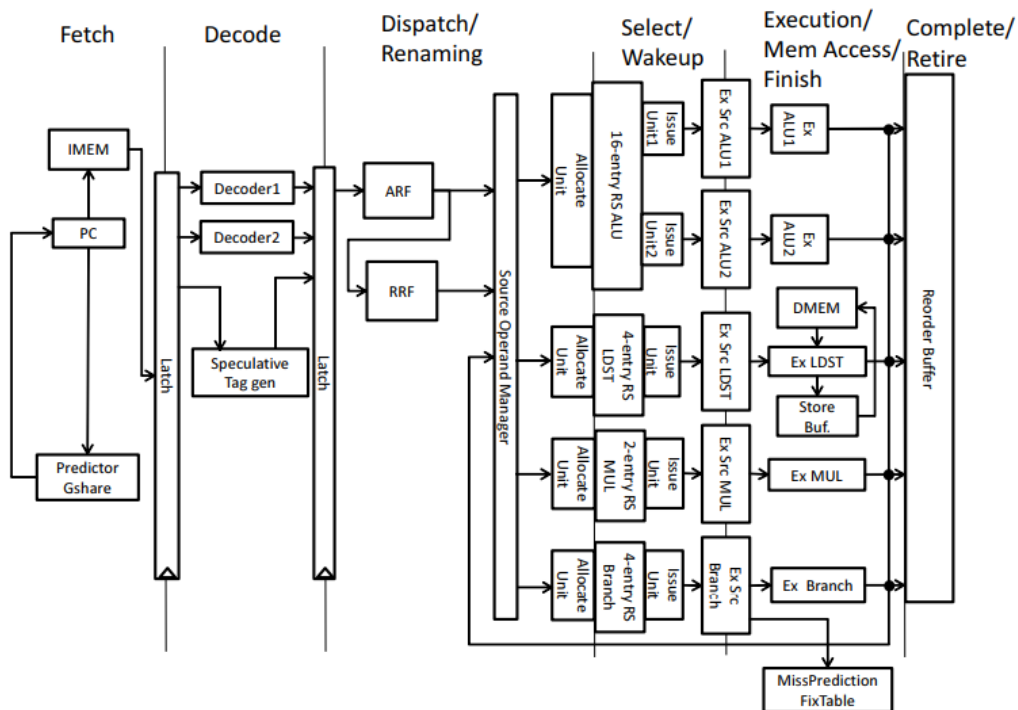 Fetch
Decode
Dispatch/
Renaming
Select/
Wakeup
Execution/
Mem Access/
Finish
Complete/
Retire
IMEM
PC
Predictor
Gshare
Latch
Decoder1
Decoder2
Speculative
Tag gen
Latch
ARF
RRF
Source Operand Manager
Allocate
Unit
16-entry RS ALU
Issue
Unit1
Issue
Unit2
Ex Src ALU1
Ex Src ALU2
Ex
ALU1
Ex
ALU2
Allocate
Unit
4-entry RS
LDST
Issue
Unit
Ex Src LDST
DMEM
Ex LDST
Store
Buf.
Allocate
Unit
2-entry RS
MUL
Issue
Unit
Ex Src MUL
Ex MUL
Allocate
Unit
4-entry RS
Branch
Issue
Unit
Ex Src
Branch
Ex Branch
MissPrediction
FixTable
Reorder Buffer